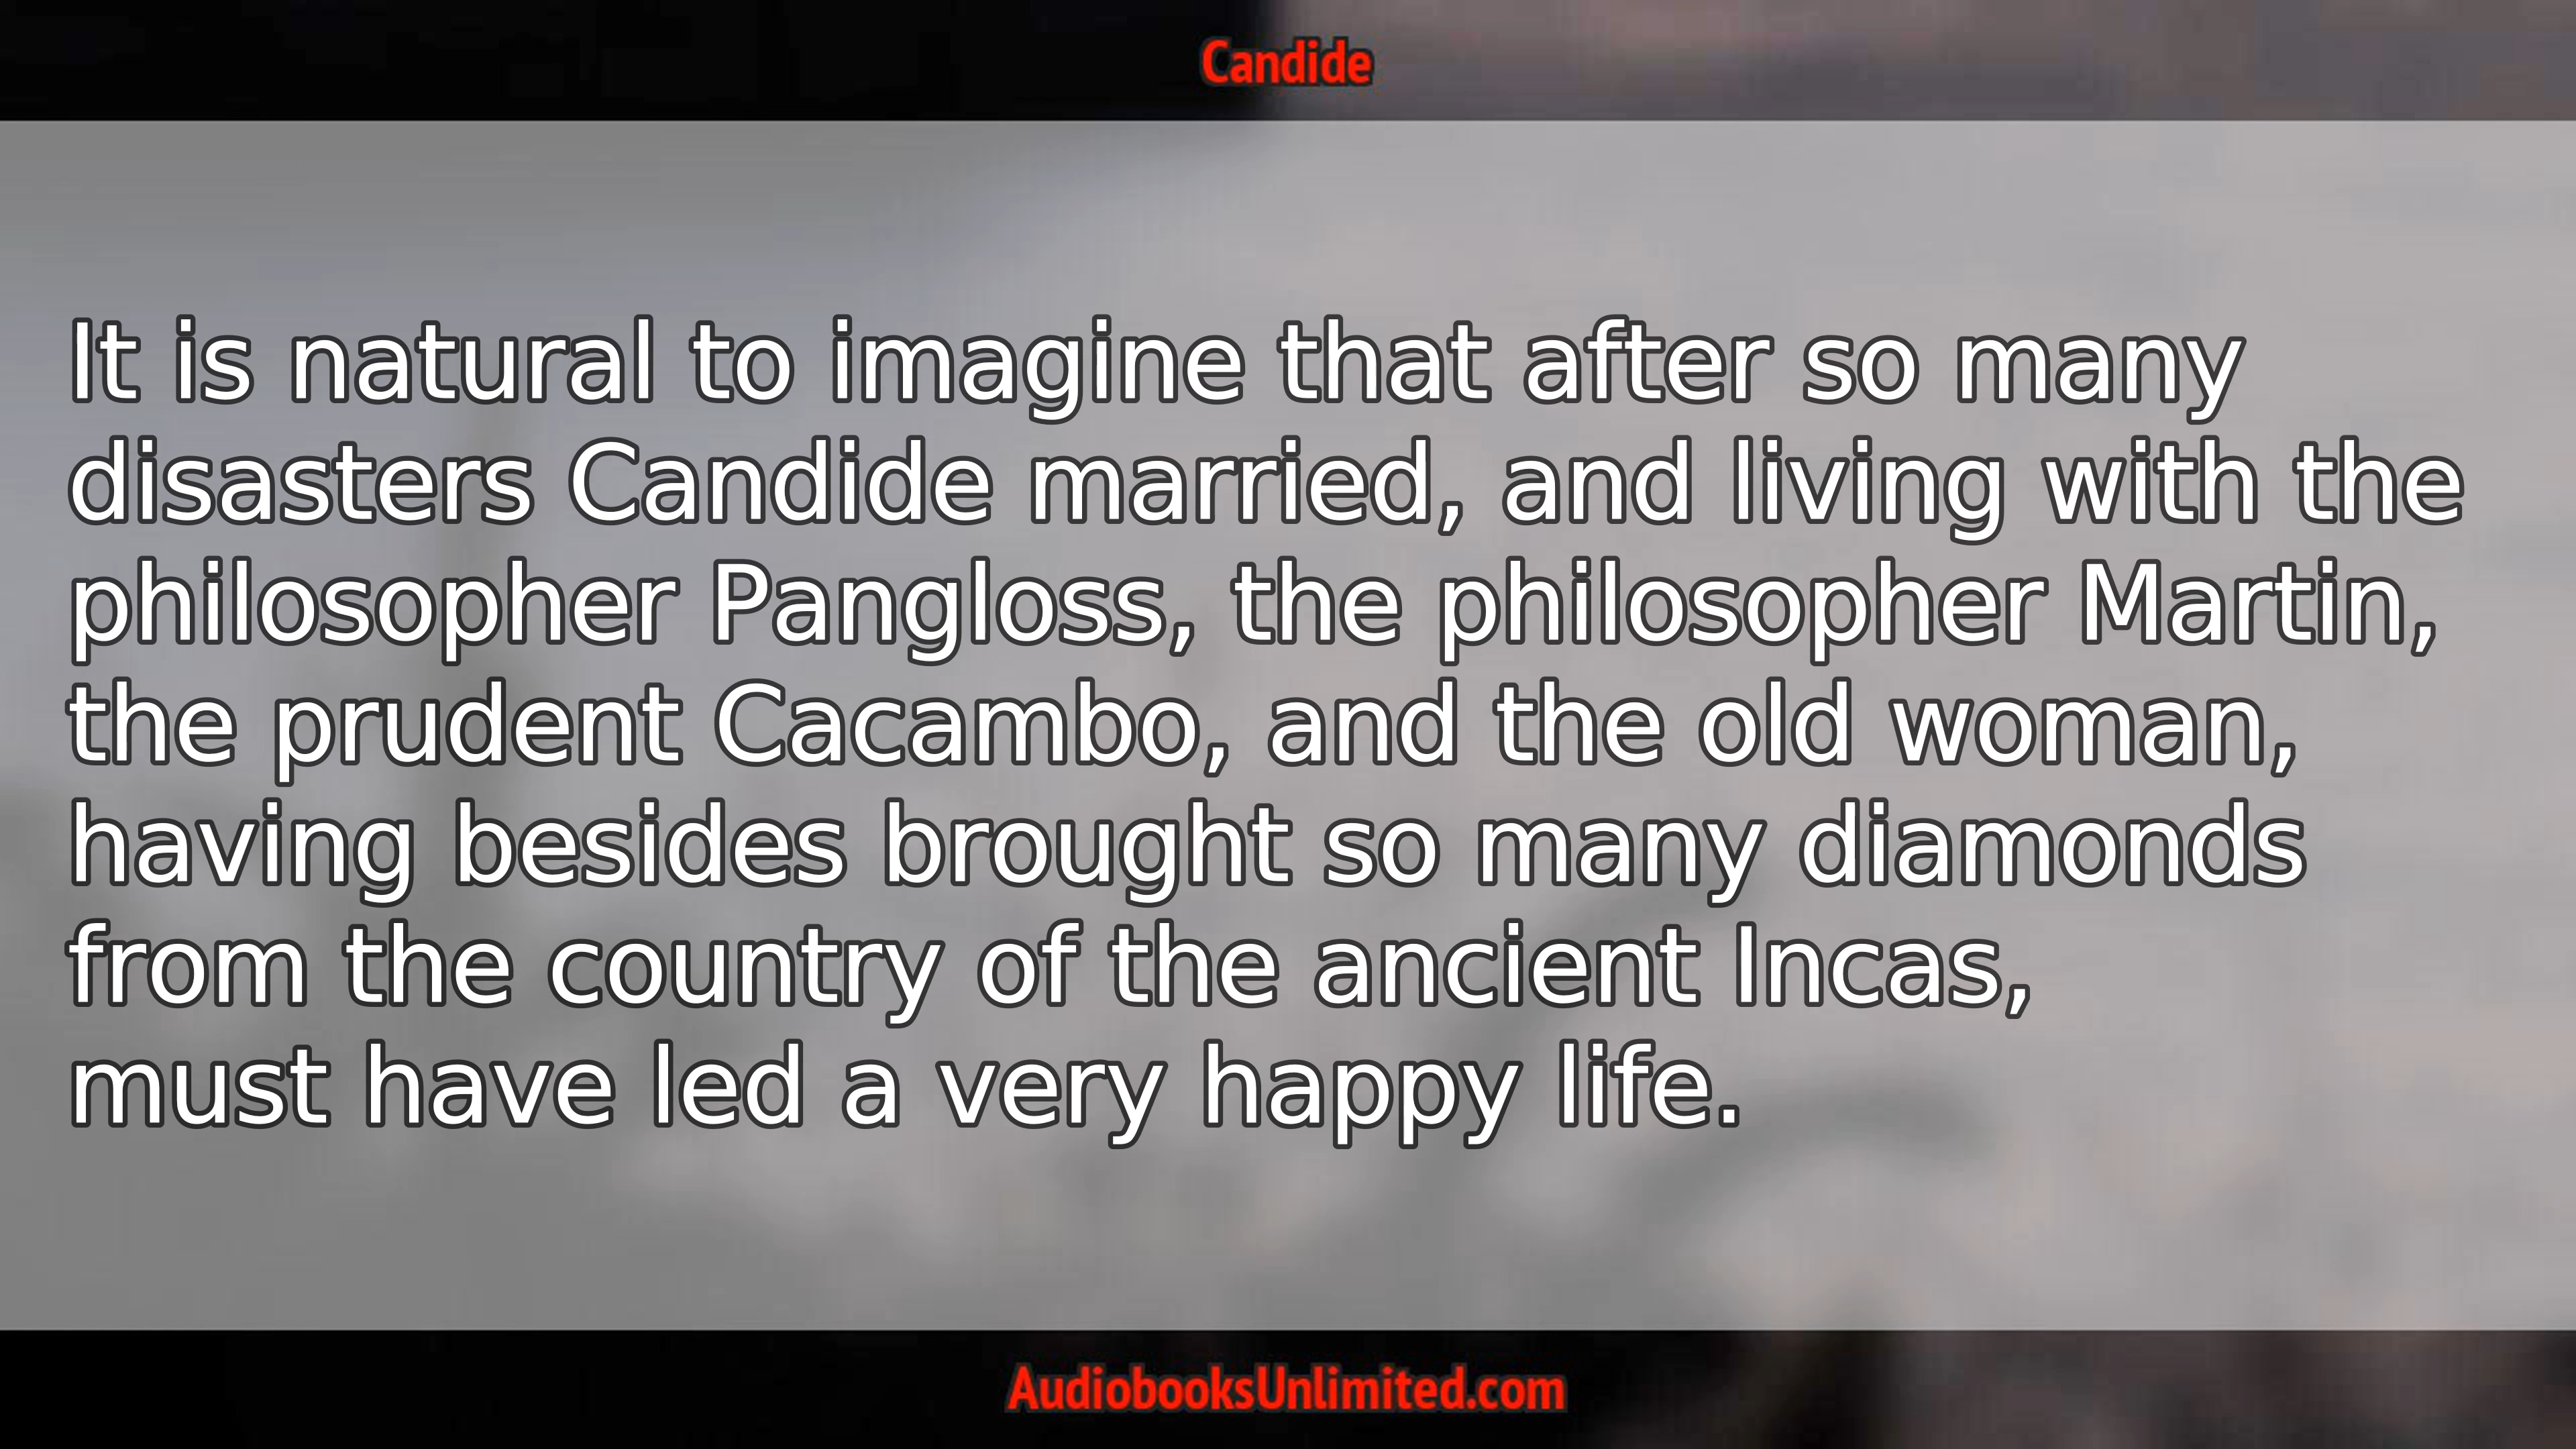 Candide
It is natural to imagine that after so many
disasters Candide married, and living with the
philosopher Pangloss, the philosopher Martin,
the prudent Cacambo, and the old woman,
having besides brought so many diamonds
from the country of the ancient Incas,
must have led a very happy life.
AudiobooksUnlimited.com